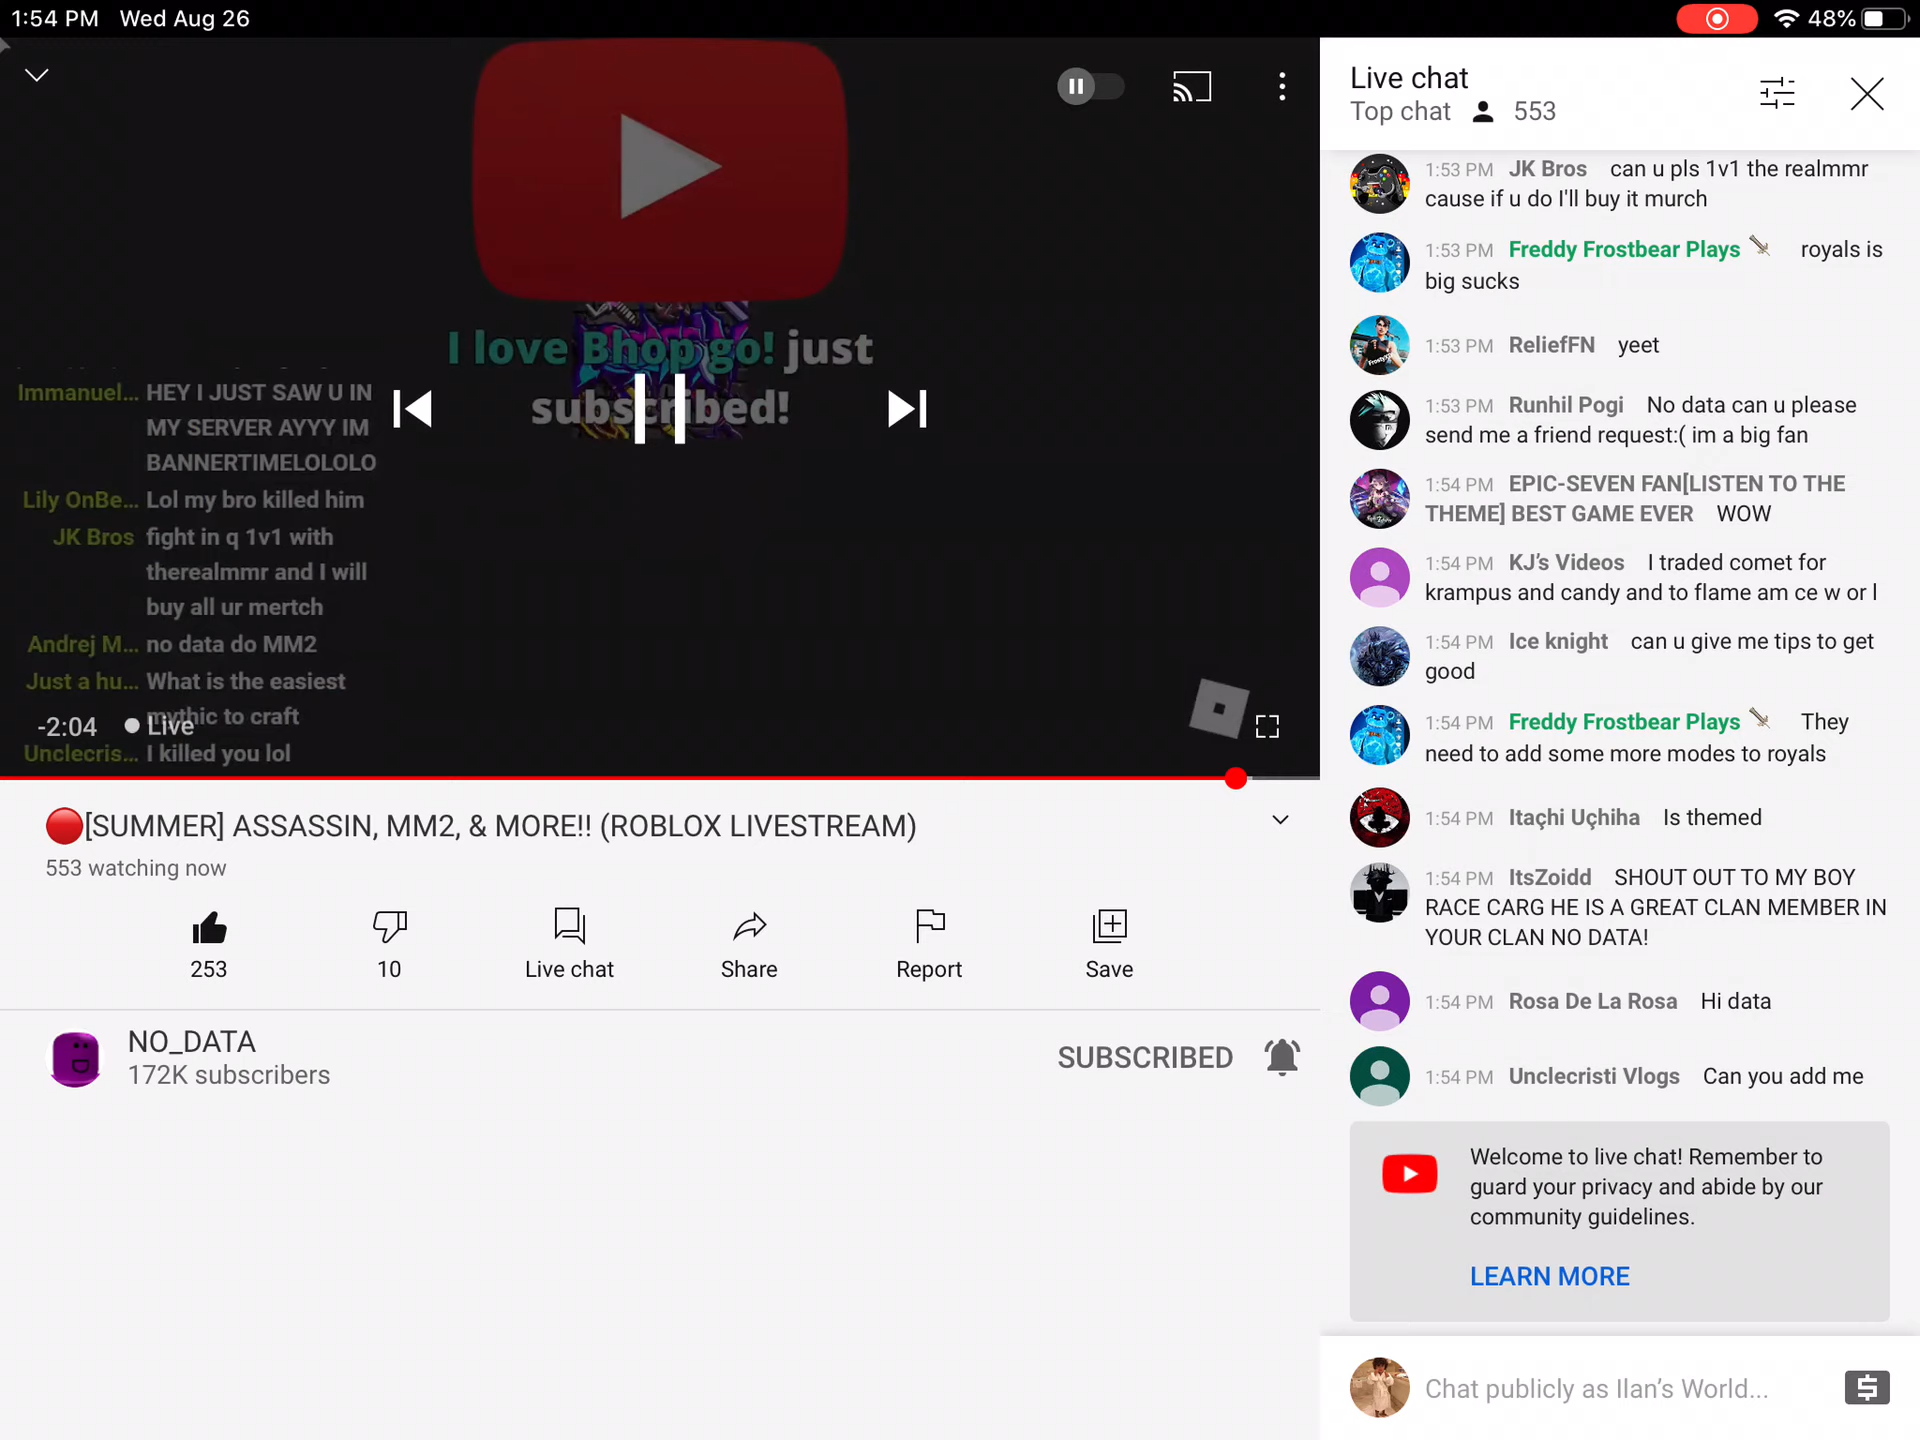 1:54 PM Wed Aug 26
48%
I love Bhop go! just
subscribed!
Immanuel... HEY I JUST SAW U IN
MY SERVER AYYY IM
BANNERTIMELOLOLO
Lily OnBe... Lol my bro killed him
JK Bros fight in q 1v1 with
therealmmr and I will
buy all ur mertch
Andrej M... no data do MM2
Just a hu... What is the easiest
mythic to craft
-2:04 Live
Unclecris... I killed you lol
🔴[SUMMER] ASSASSIN, MM2, & MORE!! (ROBLOX LIVESTREAM)
553 watching now
253
10
Live chat
Share
Report
Save
NO_DATA
172K subscribers
SUBSCRIBED
Live chat
Top chat 553
1:53 PM JK Bros can u pls 1v1 the realmmr
cause if u do I'll buy it murch
1:53 PM Freddy Frostbear Plays royals is
big sucks
1:53 PM ReliefFN yeet
1:53 PM Runhil Pogi No data can u please
send me a friend request:( im a big fan
1:54 PM EPIC-SEVEN FAN[LISTEN TO THE
THEME] BEST GAME EVER WOW
1:54 PM KJ's Videos I traded comet for
krampus and candy and to flame am ce w or l
1:54 PM Ice knight can u give me tips to get
good
1:54 PM Freddy Frostbear Plays They
need to add some more modes to royals
1:54 PM Itaçhi Uçhiha Is themed
1:54 PM ItsZoidd SHOUT OUT TO MY BOY
RACE CARG HE IS A GREAT CLAN MEMBER IN
YOUR CLAN NO DATA!
1:54 PM Rosa De La Rosa Hi data
1:54 PM Unclecristi Vlogs Can you add me
Welcome to live chat! Remember to
guard your privacy and abide by our
community guidelines.
LEARN MORE
Chat publicly as Ilan's World...